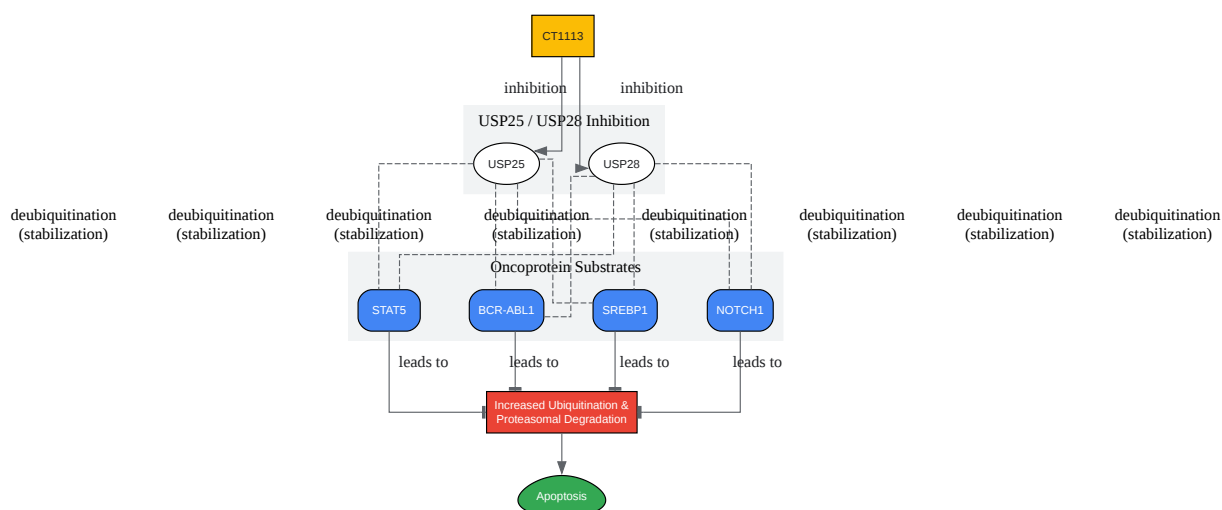 CT1113
inhibition
inhibition
USP25 / USP28 Inhibition
USP25
USP28
deubiquitination
(stabilization)
deubiquitination
(stabilization)
deubiquitination
(stabilization)
deubiquitination
(stabilization)
deubiquitination
(stabilization)
deubiquitination
(stabilization)
deubiquitination
(stabilization)
deubiquitination
(stabilization)
Oncoprotein Substrates
STAT5
BCR-ABL1
SREBP1
NOTCH1
leads to
leads to
leads to
leads to
Increased Ubiquitination &
Proteasomal Degradation
Apoptosis